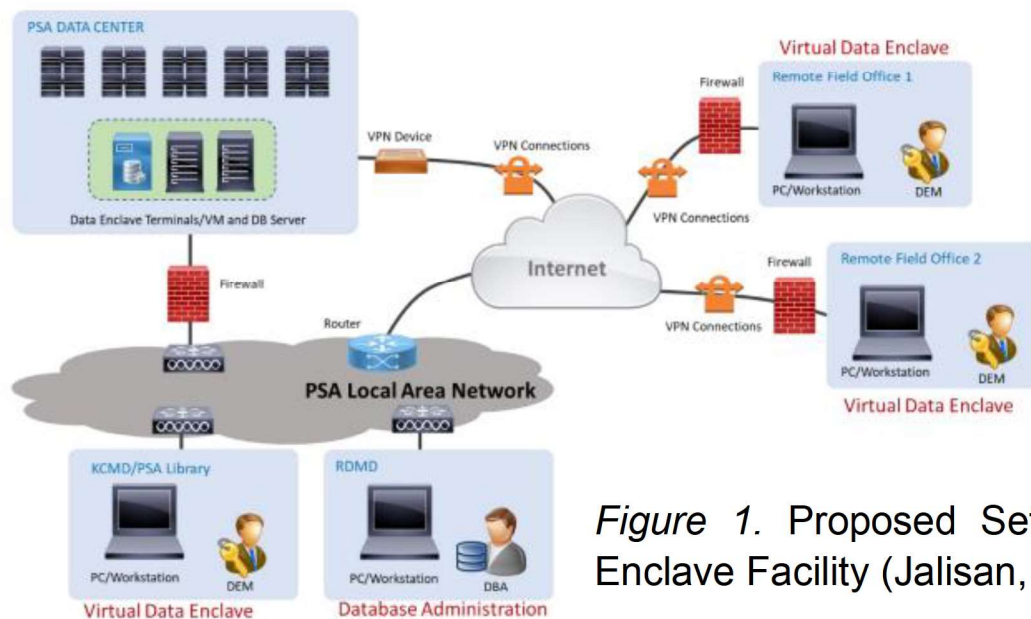 PSA DATA CENTER
Data Enclave Terminals/VM and DB Server
VPN Device
VPN Connections
Virtual Data Enclave
Remote Field Office 1
Firewall
PC/Workstation
DEM
VPN Connections
Internet
Remote Field Office 2
Firewall
VPN Connections
PC/Workstation
DEM
Virtual Data Enclave
Firewall
Router
PSA Local Area Network
KCMD/PSA Library
PC/Workstation
DEM
Virtual Data Enclave
RDMD
PC/Workstation
DBA
Database Administration
Figure 1. Proposed Set
Enclave Facility (Jalisan,